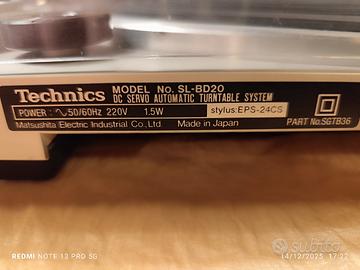 Technics MODEL No. SL-BD20
DC SERVO AUTOMATIC TURNTABLE SYSTEM
POWER: ∿50/60Hz 220V 1.5W stylus:EPS-24CS
Matsushita Electric Industrial Co.,Ltd. Made in Japan PART No.SGTB36
REDMI NOTE 13 PRO 5G
14/12/2025 17:22
subito